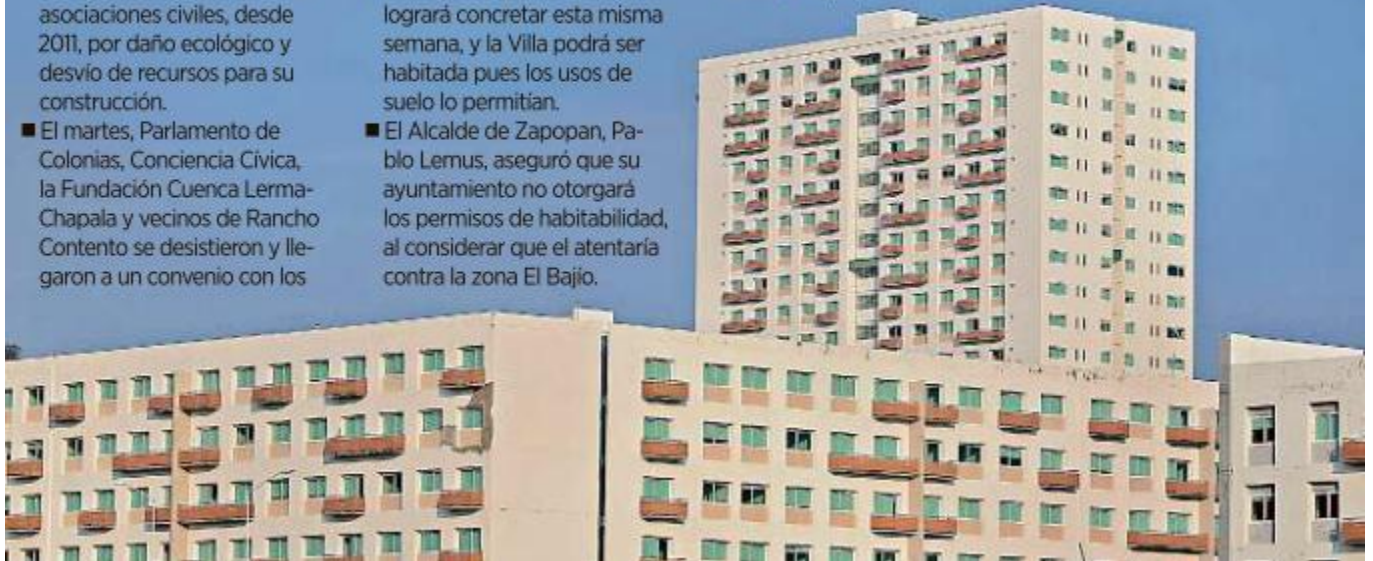 asociaciones civiles, desde
2011, por daño ecológico y
desvío de recursos para su
construcción.
■ El martes, Parlamento de
Colonias, Conciencia Cívica,
la Fundación Cuenca Lerma-
Chapala y vecinos de Rancho
Contento se desistieron y lle-
garon a un convenio con los
logrará concretar esta misma
semana, y la Villa podrá ser
habitada pues los usos de
suelo lo permitían.
■ El Alcalde de Zapopan, Pa-
blo Lemus, aseguró que su
ayuntamiento no otorgará
los permisos de habitabilidad,
al considerar que el atentaría
contra la zona El Bajío.